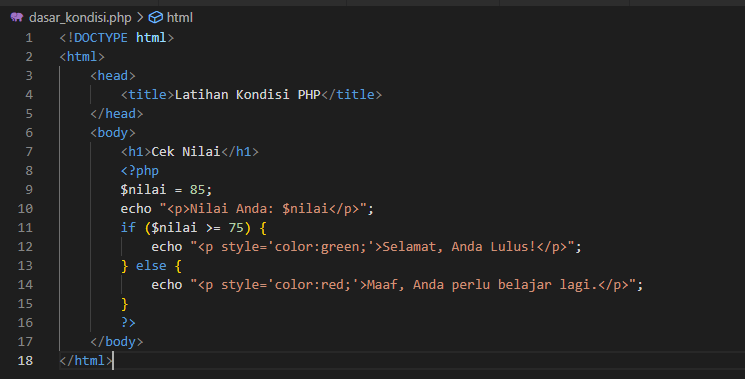 dasar_kondisi.php > html
1 <!DOCTYPE html>
2 <html>
3     <head>
4         <title>Latihan Kondisi PHP</title>
5     </head>
6     <body>
7         <h1>Cek Nilai</h1>
8         <?php
9         $nilai = 85;
10         echo "<p>Nilai Anda: $nilai</p>";
11         if ($nilai >= 75) {
12             echo "<p style='color:green;'>Selamat, Anda Lulus!</p>";
13         } else {
14             echo "<p style='color:red;'>Maaf, Anda perlu belajar lagi.</p>";
15         }
16         ?>
17     </body>
18 </html>